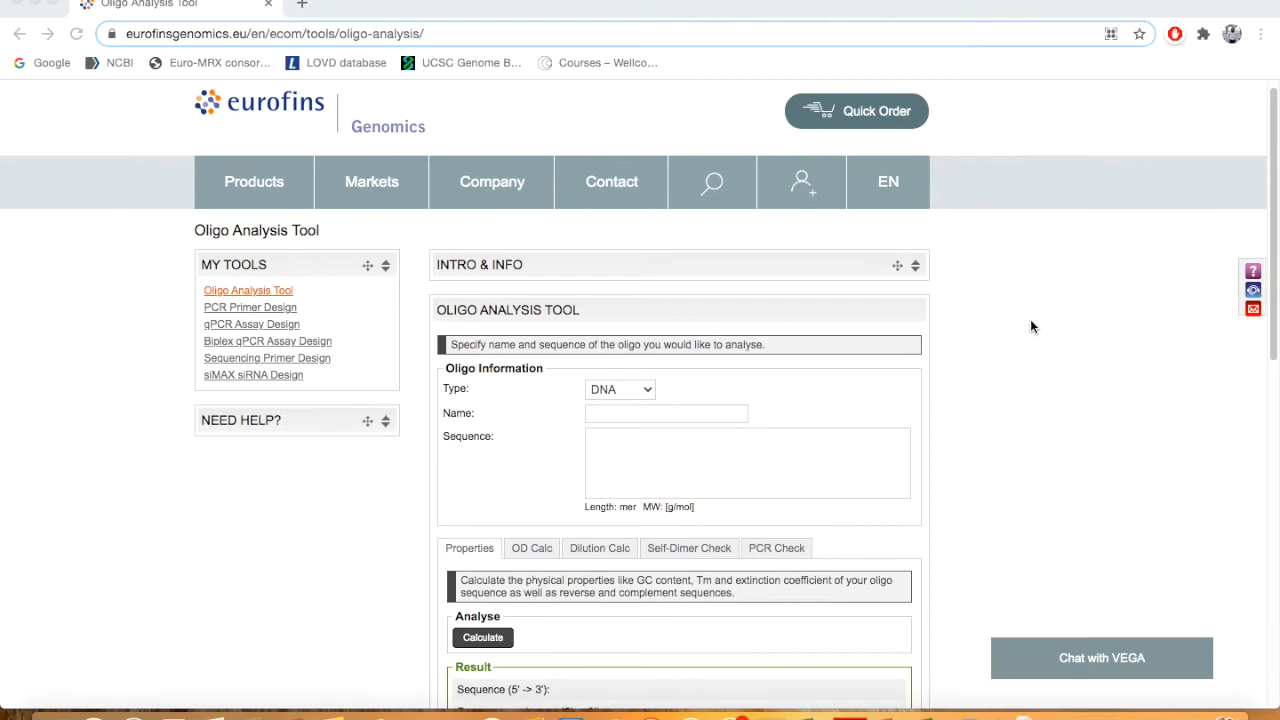 Oligo Analysis Tool
eurofinsgenomics.eu/en/ecom/tools/oligo-analysis/
Google NCBI Euro-MRX consor... LOVD database UCSC Genome B... Courses – Wellco...
eurofins
Genomics
Quick Order
Products Markets Company Contact EN
Oligo Analysis Tool
MY TOOLS
Oligo Analysis Tool
PCR Primer Design
qPCR Assay Design
Biplex qPCR Assay Design
Sequencing Primer Design
siMAX siRNA Design
NEED HELP?
INTRO & INFO
OLIGO ANALYSIS TOOL
Specify name and sequence of the oligo you would like to analyse.
Oligo Information
Type: DNA
Name:
Sequence:
Length: mer MW: [g/mol]
Properties OD Calc Dilution Calc Self-Dimer Check PCR Check
Calculate the physical properties like GC content, Tm and extinction coefficient of your oligo
sequence as well as reverse and complement sequences.
Analyse
Calculate
Result
Sequence (5' -> 3'):
?
Chat with VEGA